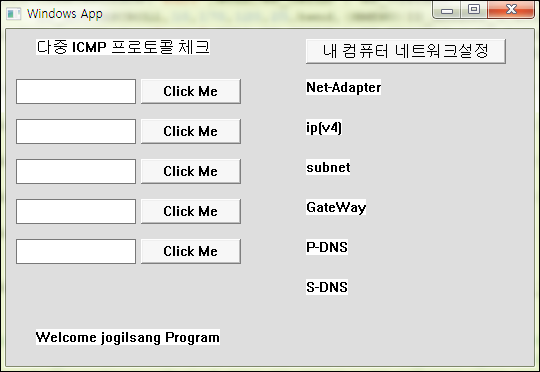 Windows App
다중 ICMP 프로토콜 체크
내 컴퓨터 네트워크설정
Click Me
Net-Adapter
Click Me
ip(v4)
Click Me
subnet
Click Me
GateWay
Click Me
P-DNS
S-DNS
Welcome jogilsang Program